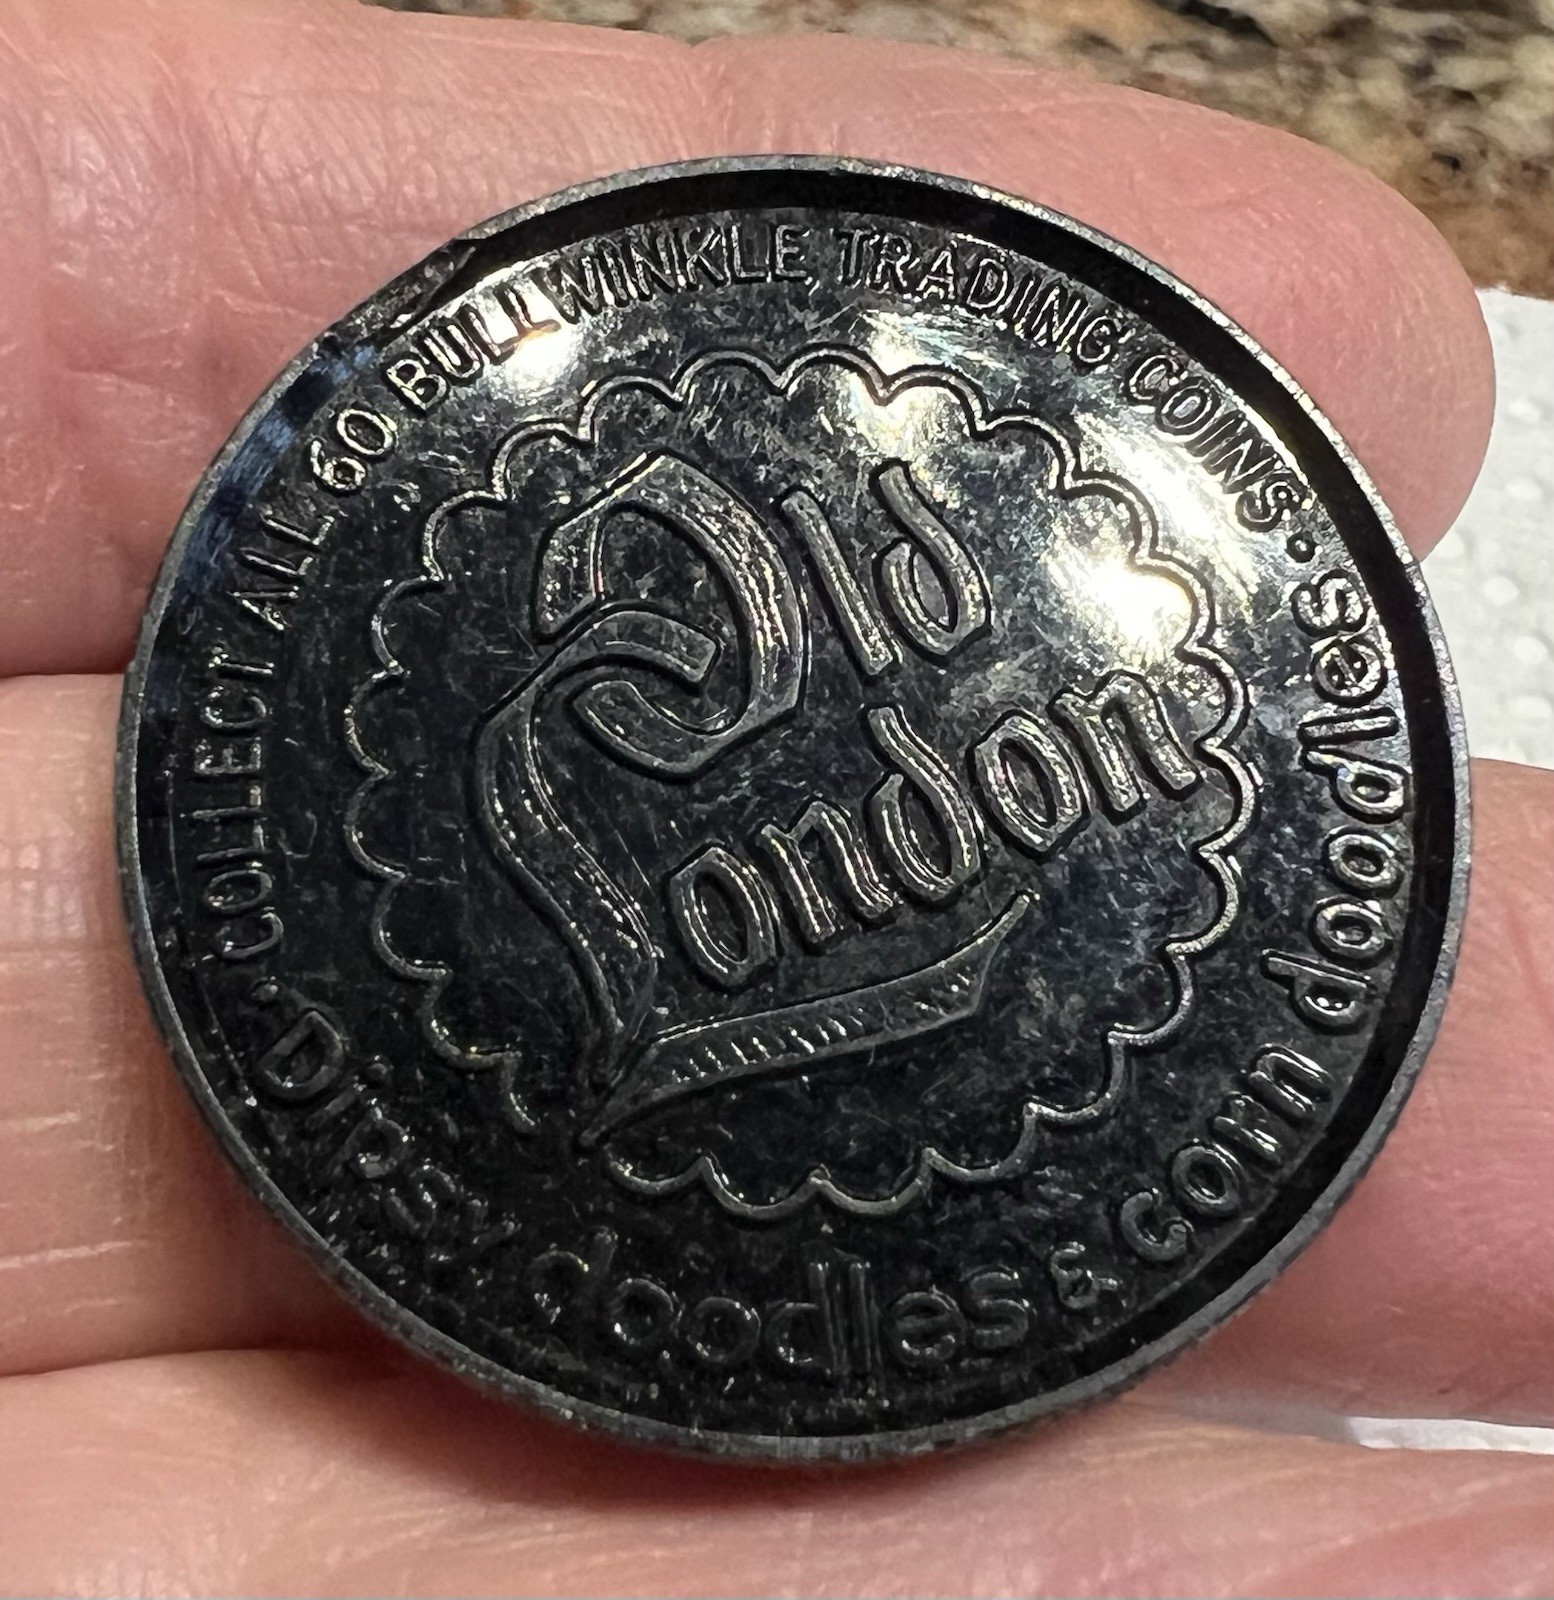 · COLLECT ALL 60 BULLWINKLE TRADING COINS ·
Old
London
Dipsy doodles & corn doodles